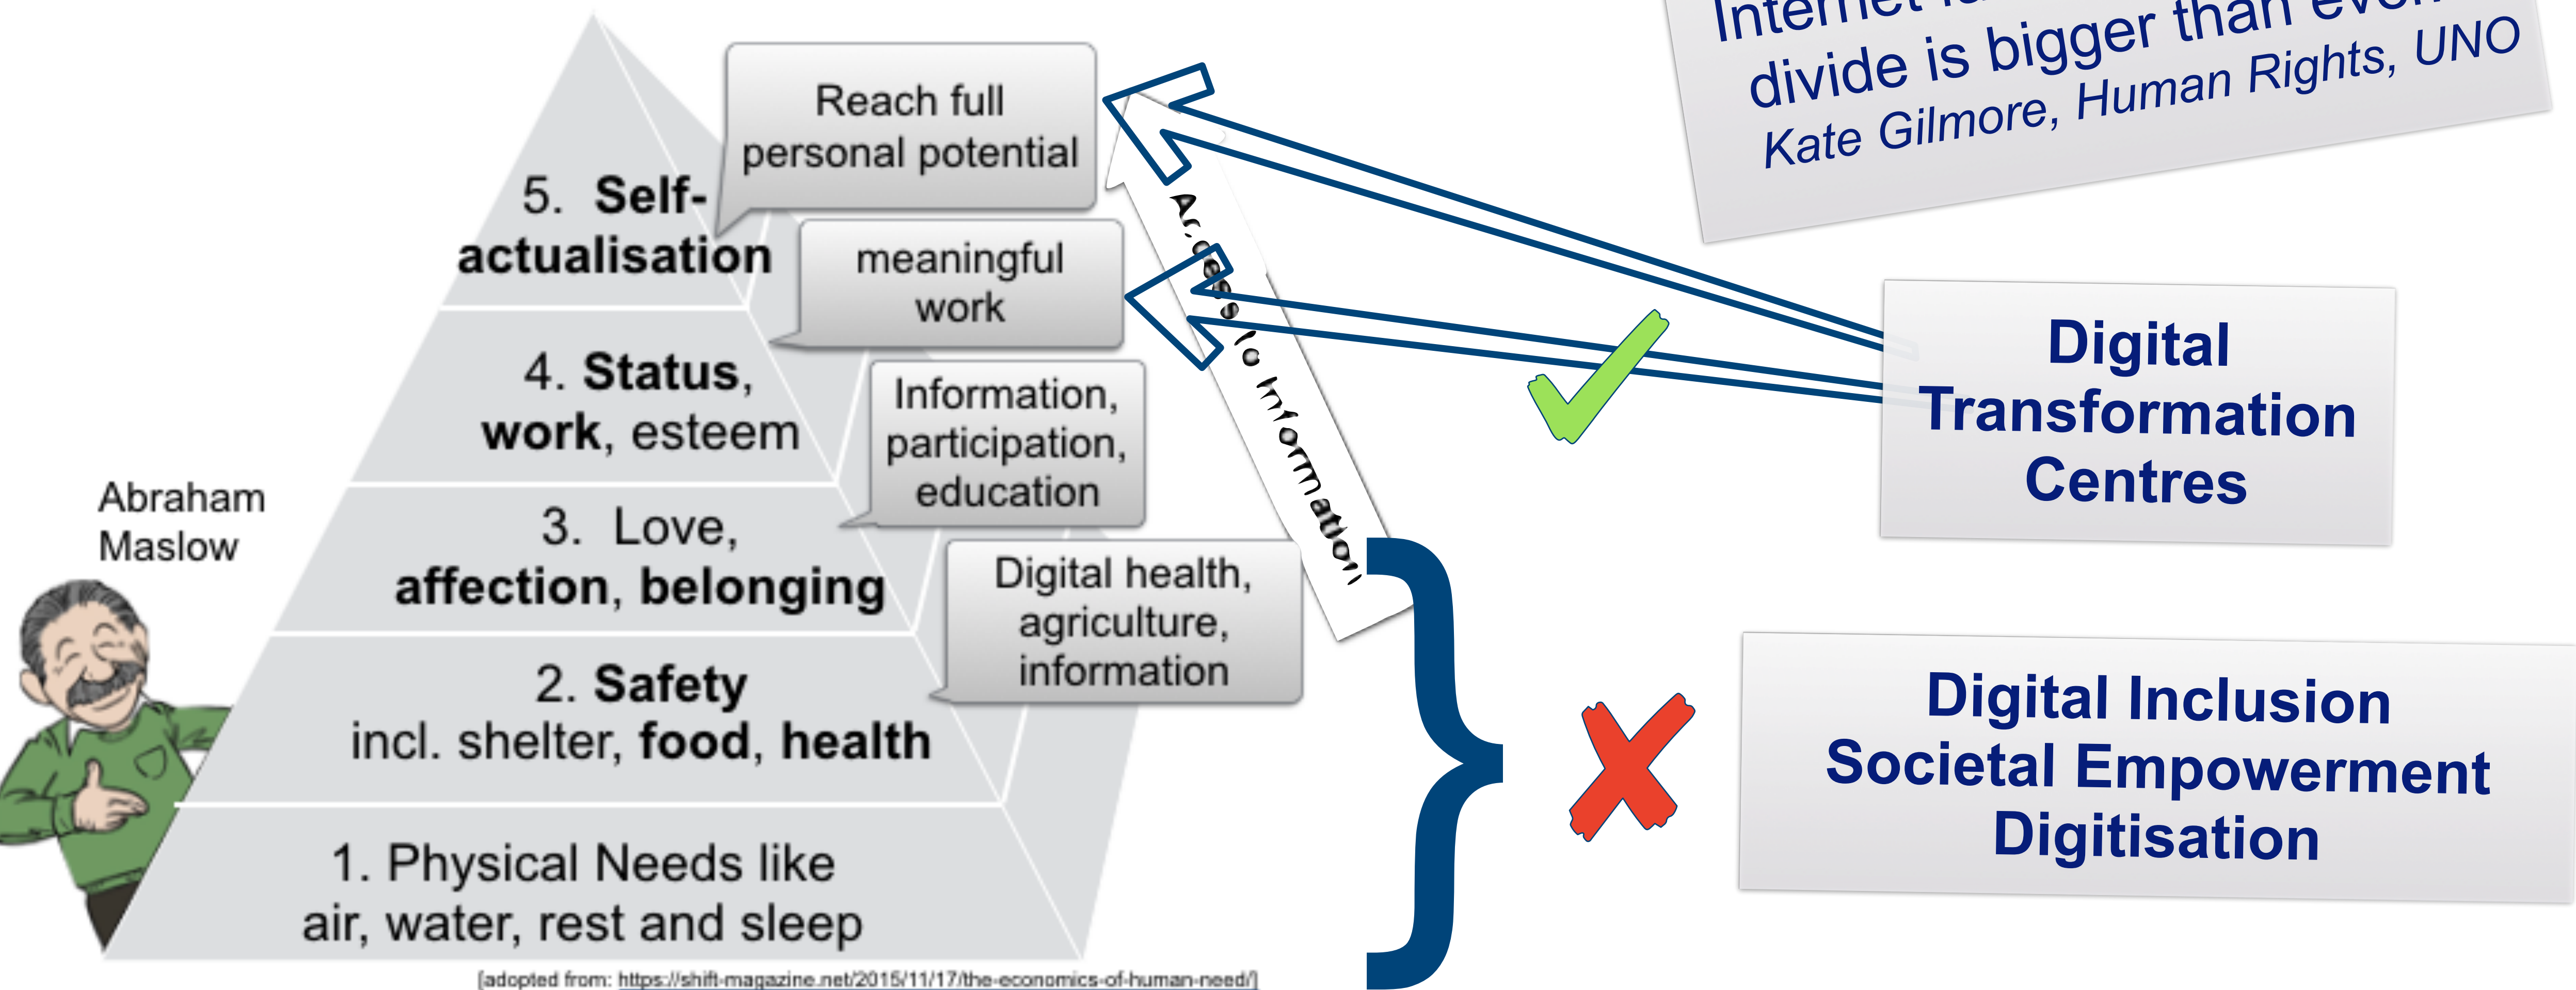 Internet
divide is bigger than ever.
Kate Gilmore, Human Rights, UNO
Reach full
personal potential
5. Self-
actualisation
meaningful
work
4. Status,
work, esteem
Information,
participation,
education
Access to Information
Abraham
Maslow
3. Love,
affection, belonging
Digital health,
agriculture,
information
2. Safety
incl. shelter, food, health
1. Physical Needs like
air, water, rest and sleep
[adopted from: https://shift-magazine.net/2015/11/17/the-economics-of-human-need/]
Digital
Transformation
Centres
Digital Inclusion
Societal Empowerment
Digitisation